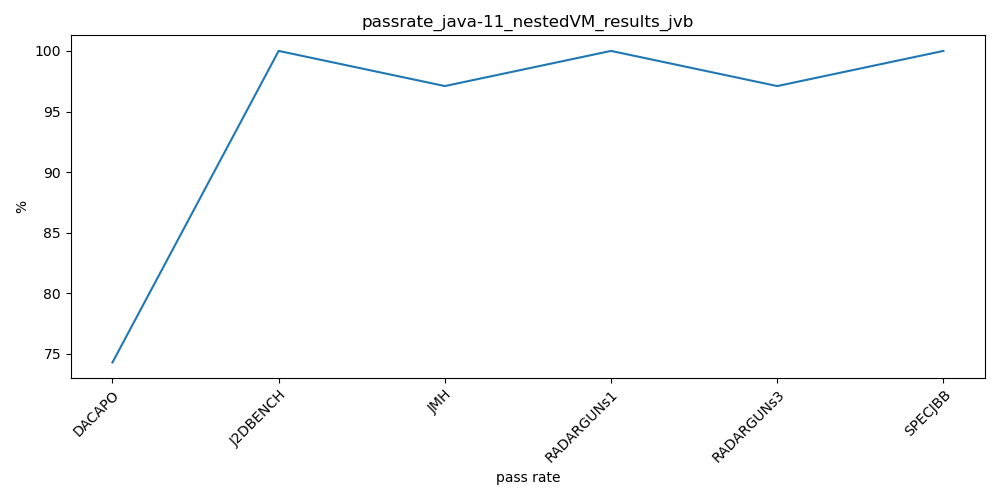 passrate_java-11_nestedVM_results_jvb
100
95
90
85
80
75
%
DACAPO
J2DBENCH
JMH
RADARGUNs1
RADARGUNs3
SPECJBB
pass rate